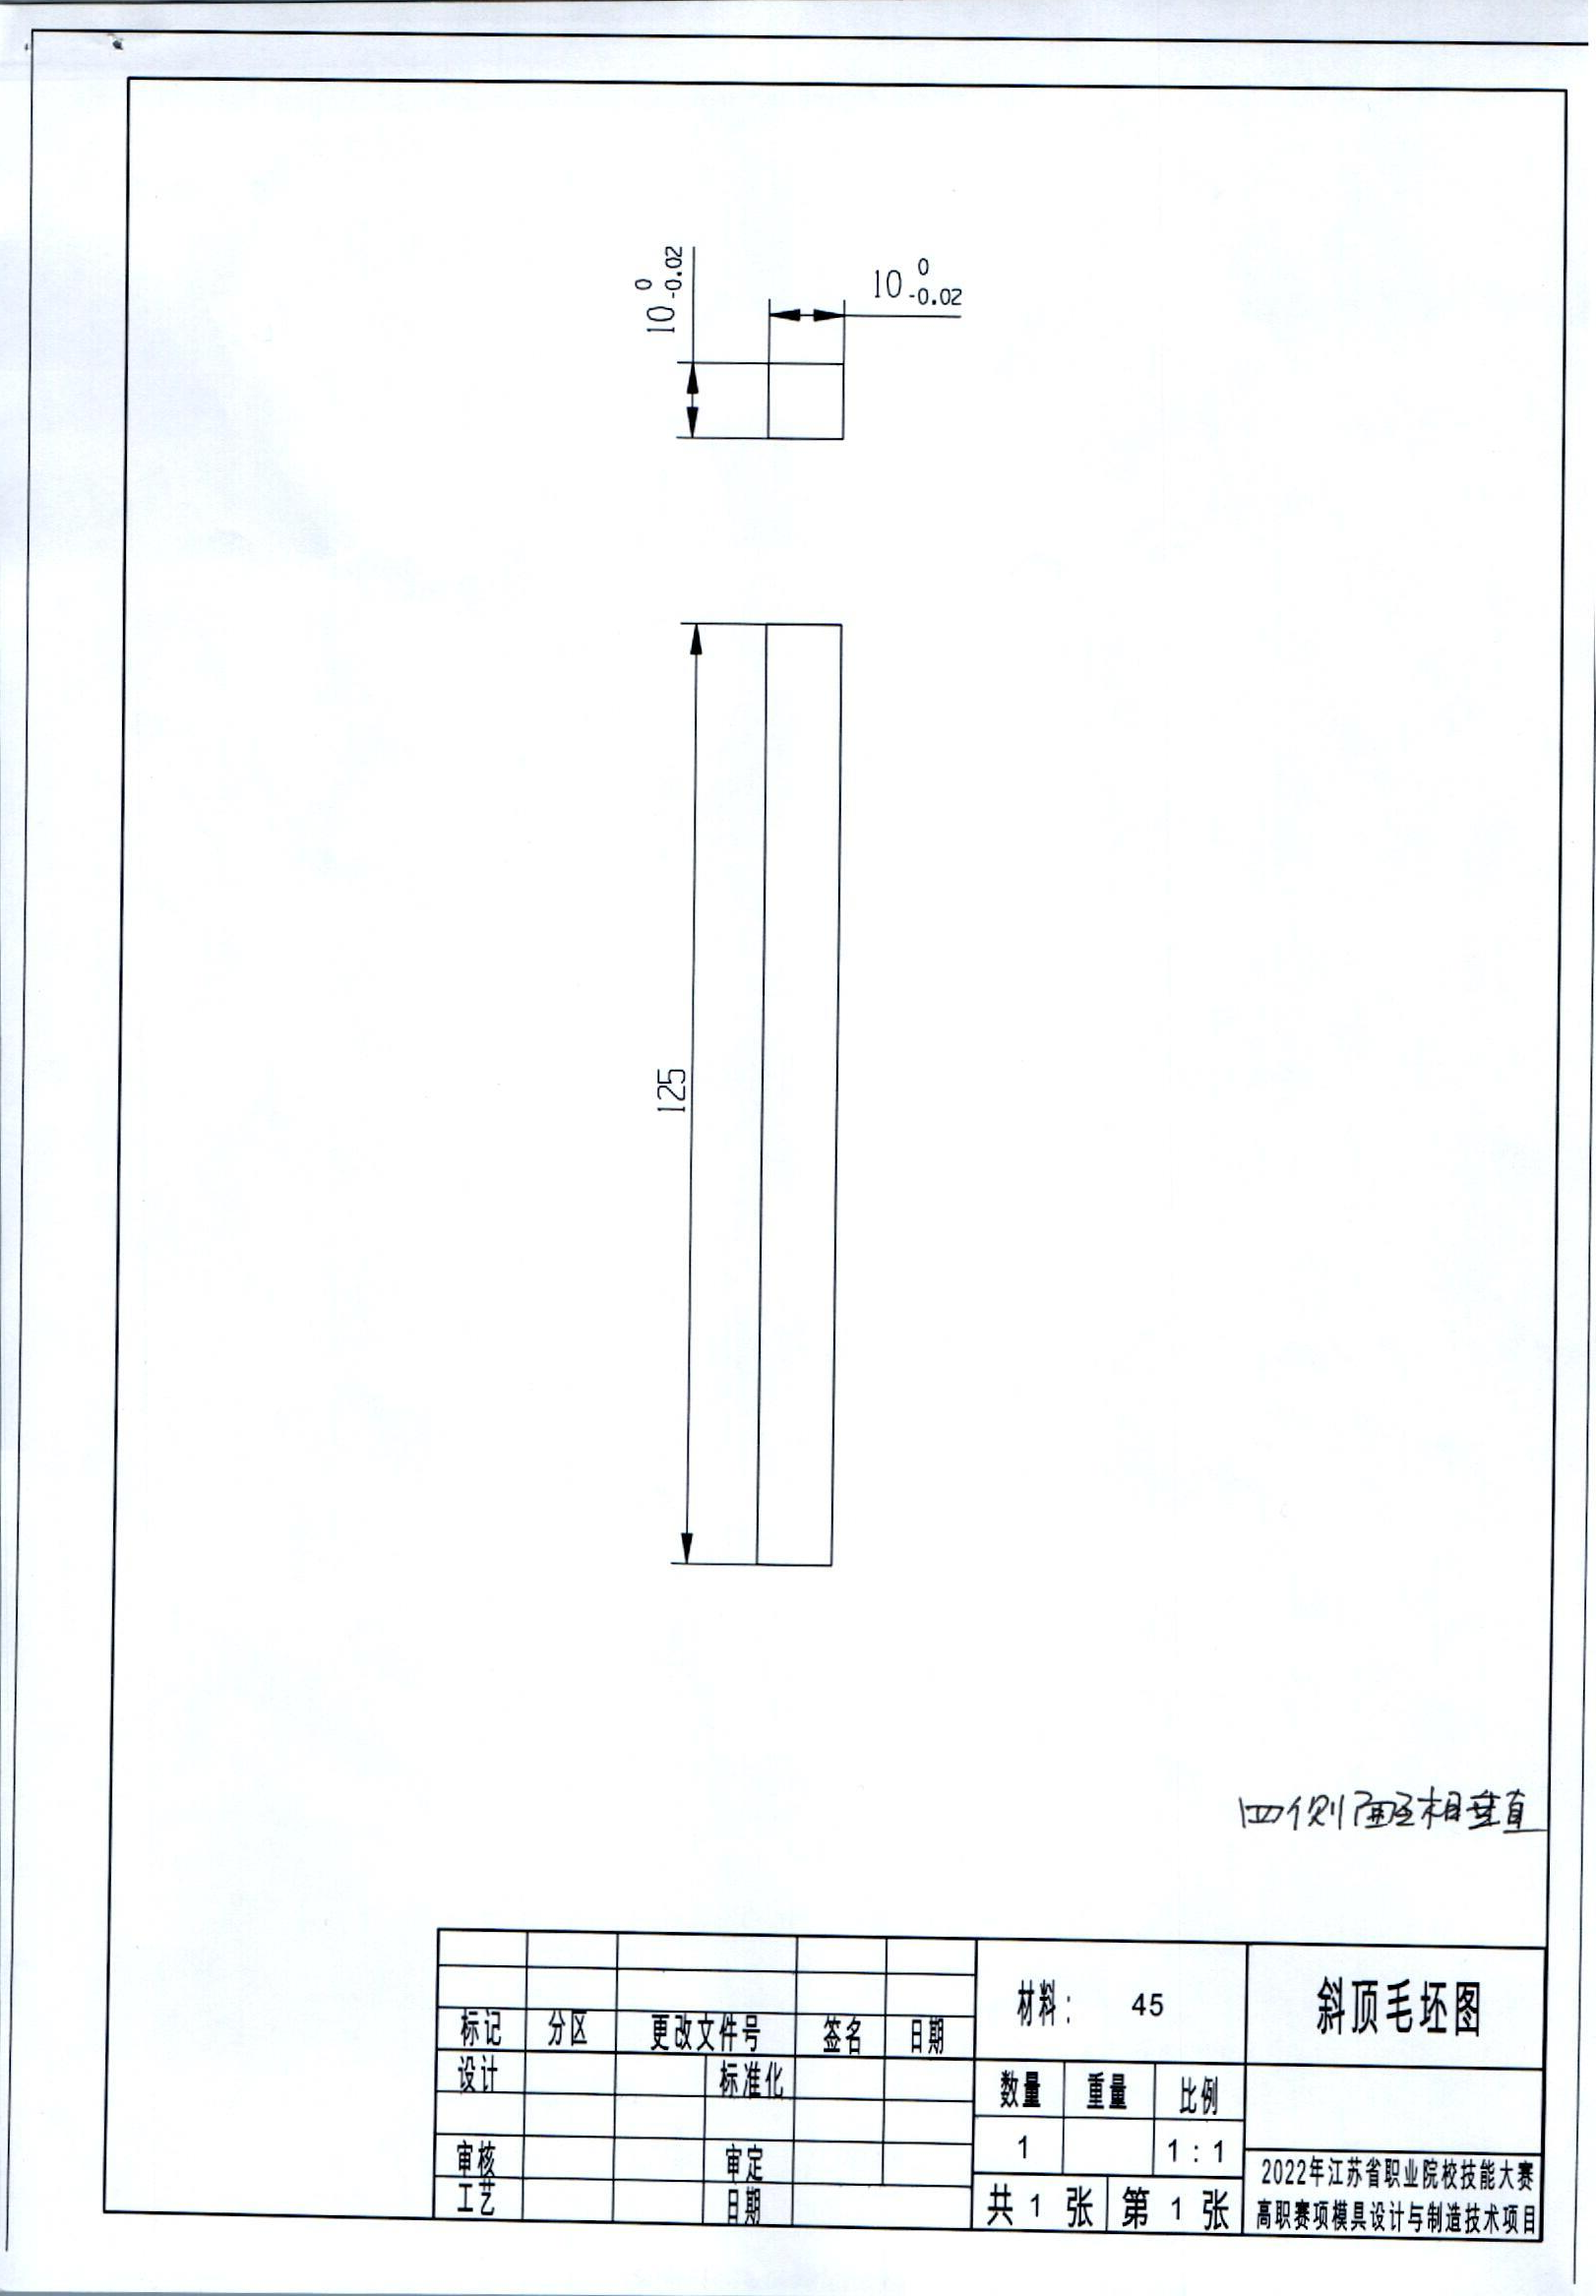 10 0 -0.02
10 0 -0.02
125
四侧面互相垂直
标记 分区 更改文件号 签名 日期
设计 标准化
审核 审定
工艺 日期
材料: 45
数量 重量 比例
1 1:1
共 1 张 第 1 张
斜顶毛坯图
2022年江苏省职业院校技能大赛
高职赛项模具设计与制造技术项目